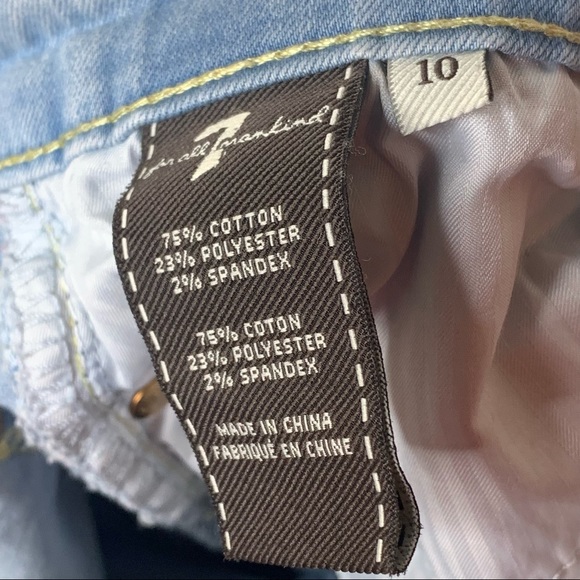 10
7
for all mankind
75% COTTON
23% POLYESTER
2% SPANDEX
75% COTON
23% POLYESTER
2% SPANDEX
MADE IN CHINA
FABRIQUÉ EN CHINE